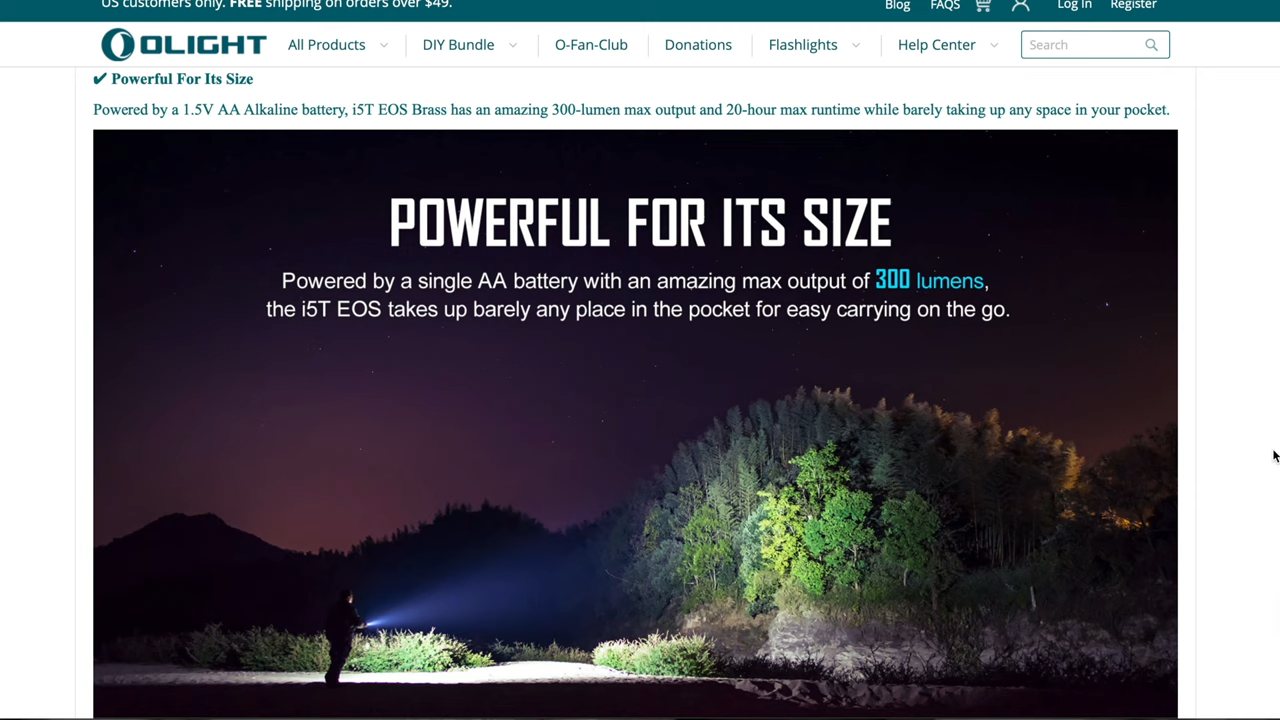 US customers only. FREE shipping on orders over $49.
Blog FAQS Log In Register
OLIGHT All Products DIY Bundle O-Fan-Club Donations Flashlights Help Center Search
✔ Powerful For Its Size
Powered by a 1.5V AA Alkaline battery, i5T EOS Brass has an amazing 300-lumen max output and 20-hour max runtime while barely taking up any space in your pocket.
POWERFUL FOR ITS SIZE
Powered by a single AA battery with an amazing max output of 300 lumens,
the i5T EOS takes up barely any place in the pocket for easy carrying on the go.